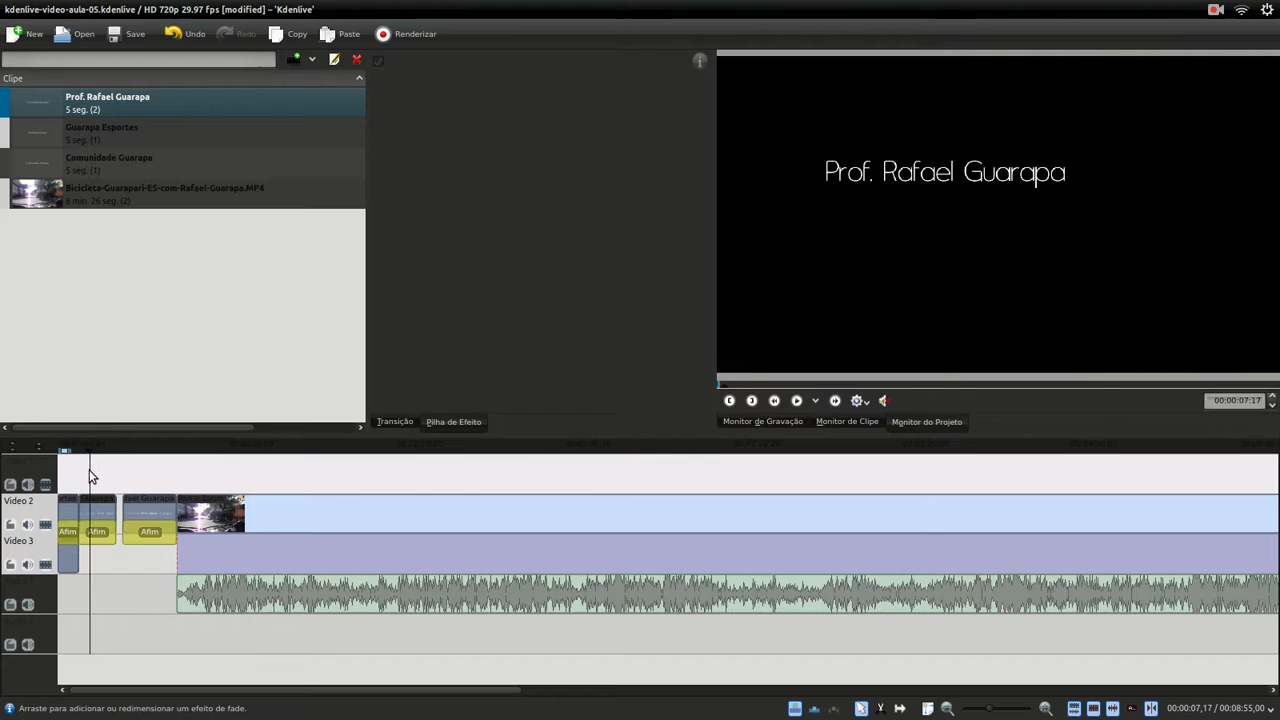 kdenlive-video-aula-05.kdenlive / HD 720p 29.97 fps [modified] – 'Kdenlive'
New Open Save Undo Redo Copy Paste Renderizar
Clipe
Prof. Rafael Guarapa
5 seg. (2)
Guarapa Esportes
5 seg. (1)
Comunidade Guarapa
5 seg. (1)
Bicicleta-Guarapari-ES-com-Rafael-Guarapa.MP4
6 min. 26 seg. (2)
Prof. Rafael Guarapa
00:00:07:17
Transição Pilha de Efeito
Monitor de Gravação Monitor de Clipe Monitor do Projeto
Video 2
Afim Afim Afim
Video 3
Arraste para adicionar ou redimensionar um efeito de fade.
00:00:07,17 / 00:08:55,00